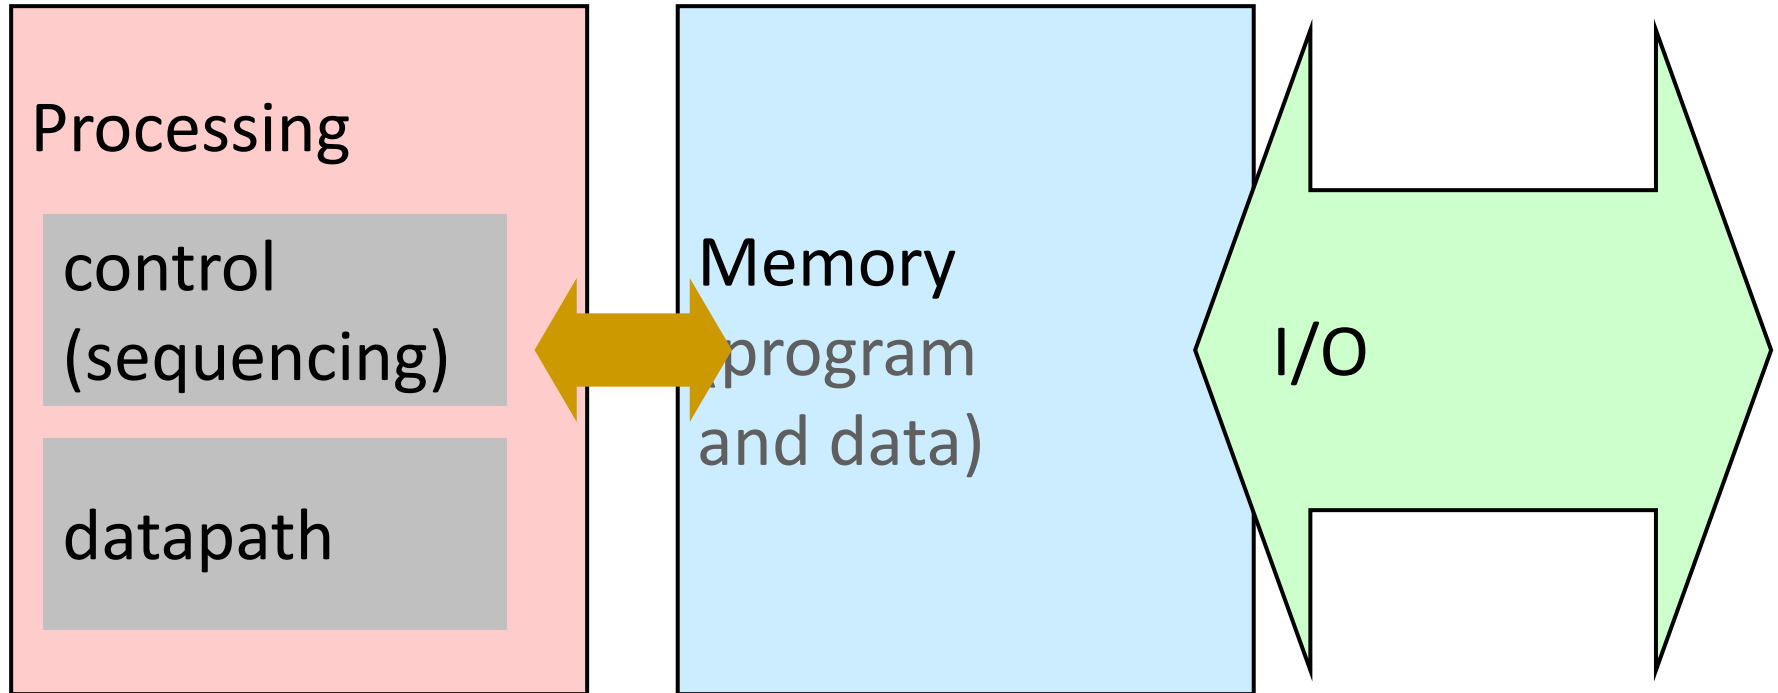 Processing
control
(sequencing)
datapath
Memory
(program
and data)
I/O